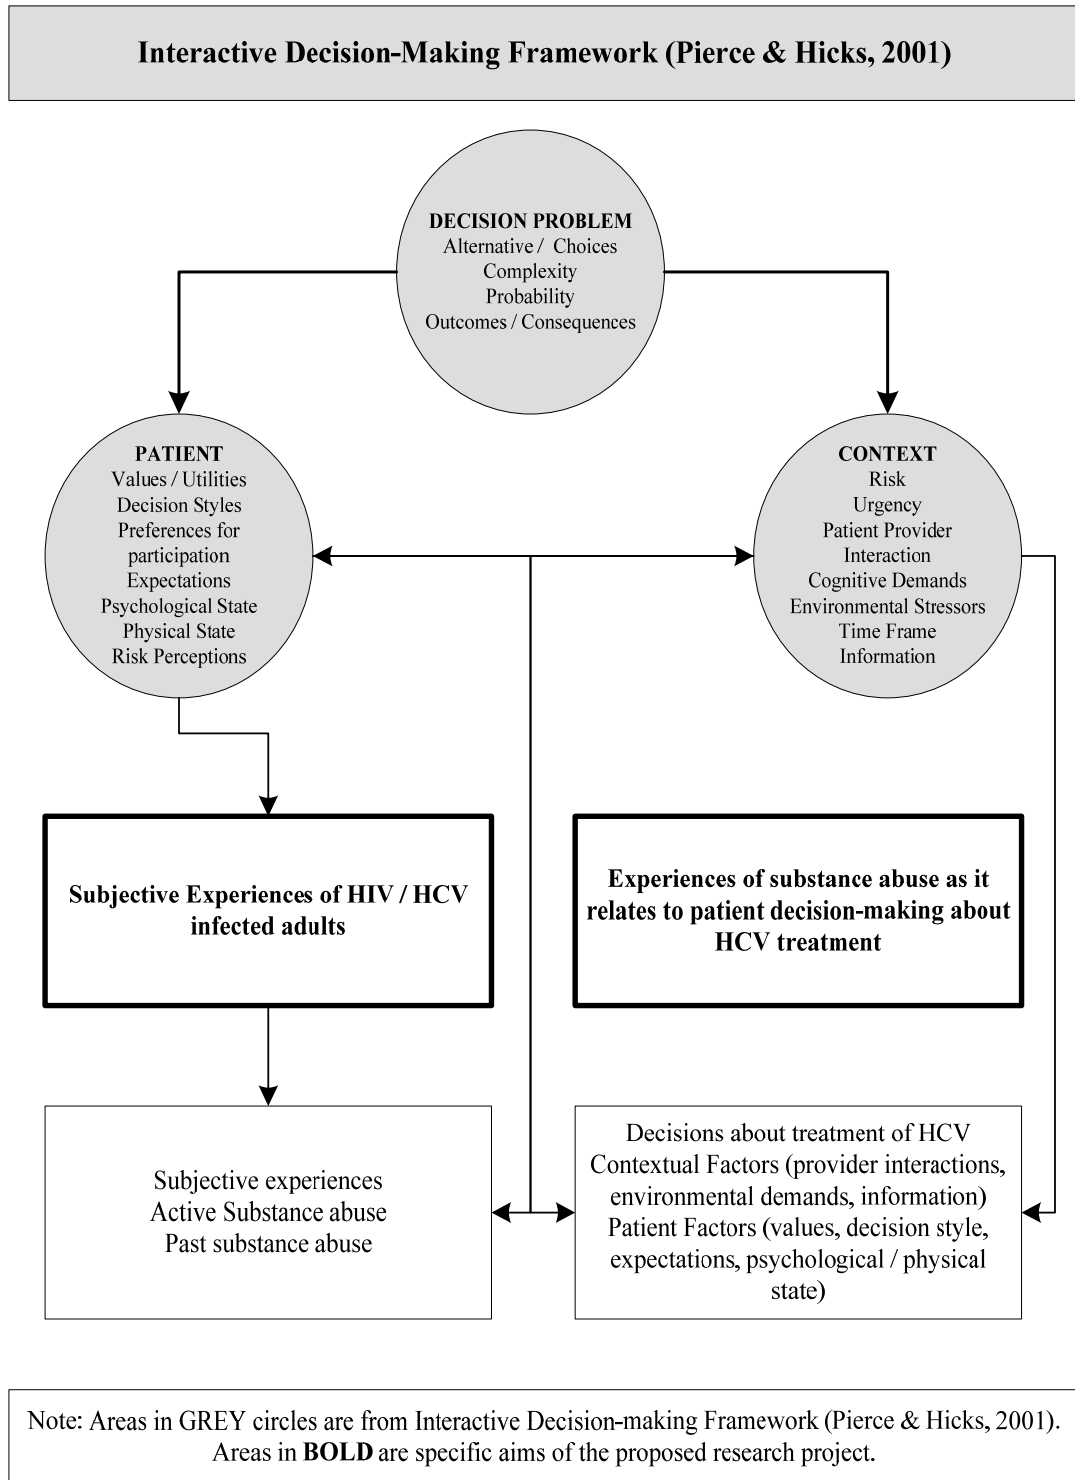 Interactive Decision-Making Framework (Pierce & Hicks, 2001)
DECISION PROBLEM
Alternative / Choices
Complexity
Probability
Outcomes / Consequences
PATIENT
Values / Utilities
Decision Styles
Preferences for
participation
Expectations
Psychological State
Physical State
Risk Perceptions
CONTEXT
Risk
Urgency
Patient Provider
Interaction
Cognitive Demands
Environmental Stressors
Time Frame
Information
Subjective Experiences of HIV / HCV
infected adults
Experiences of substance abuse as it
relates to patient decision-making about
HCV treatment
Subjective experiences
Active Substance abuse
Past substance abuse
Decisions about treatment of HCV
Contextual Factors (provider interactions,
environmental demands, information)
Patient Factors (values, decision style,
expectations, psychological / physical
state)
Note: Areas in GREY circles are from Interactive Decision-making Framework (Pierce & Hicks, 2001).
Areas in BOLD are specific aims of the proposed research project.